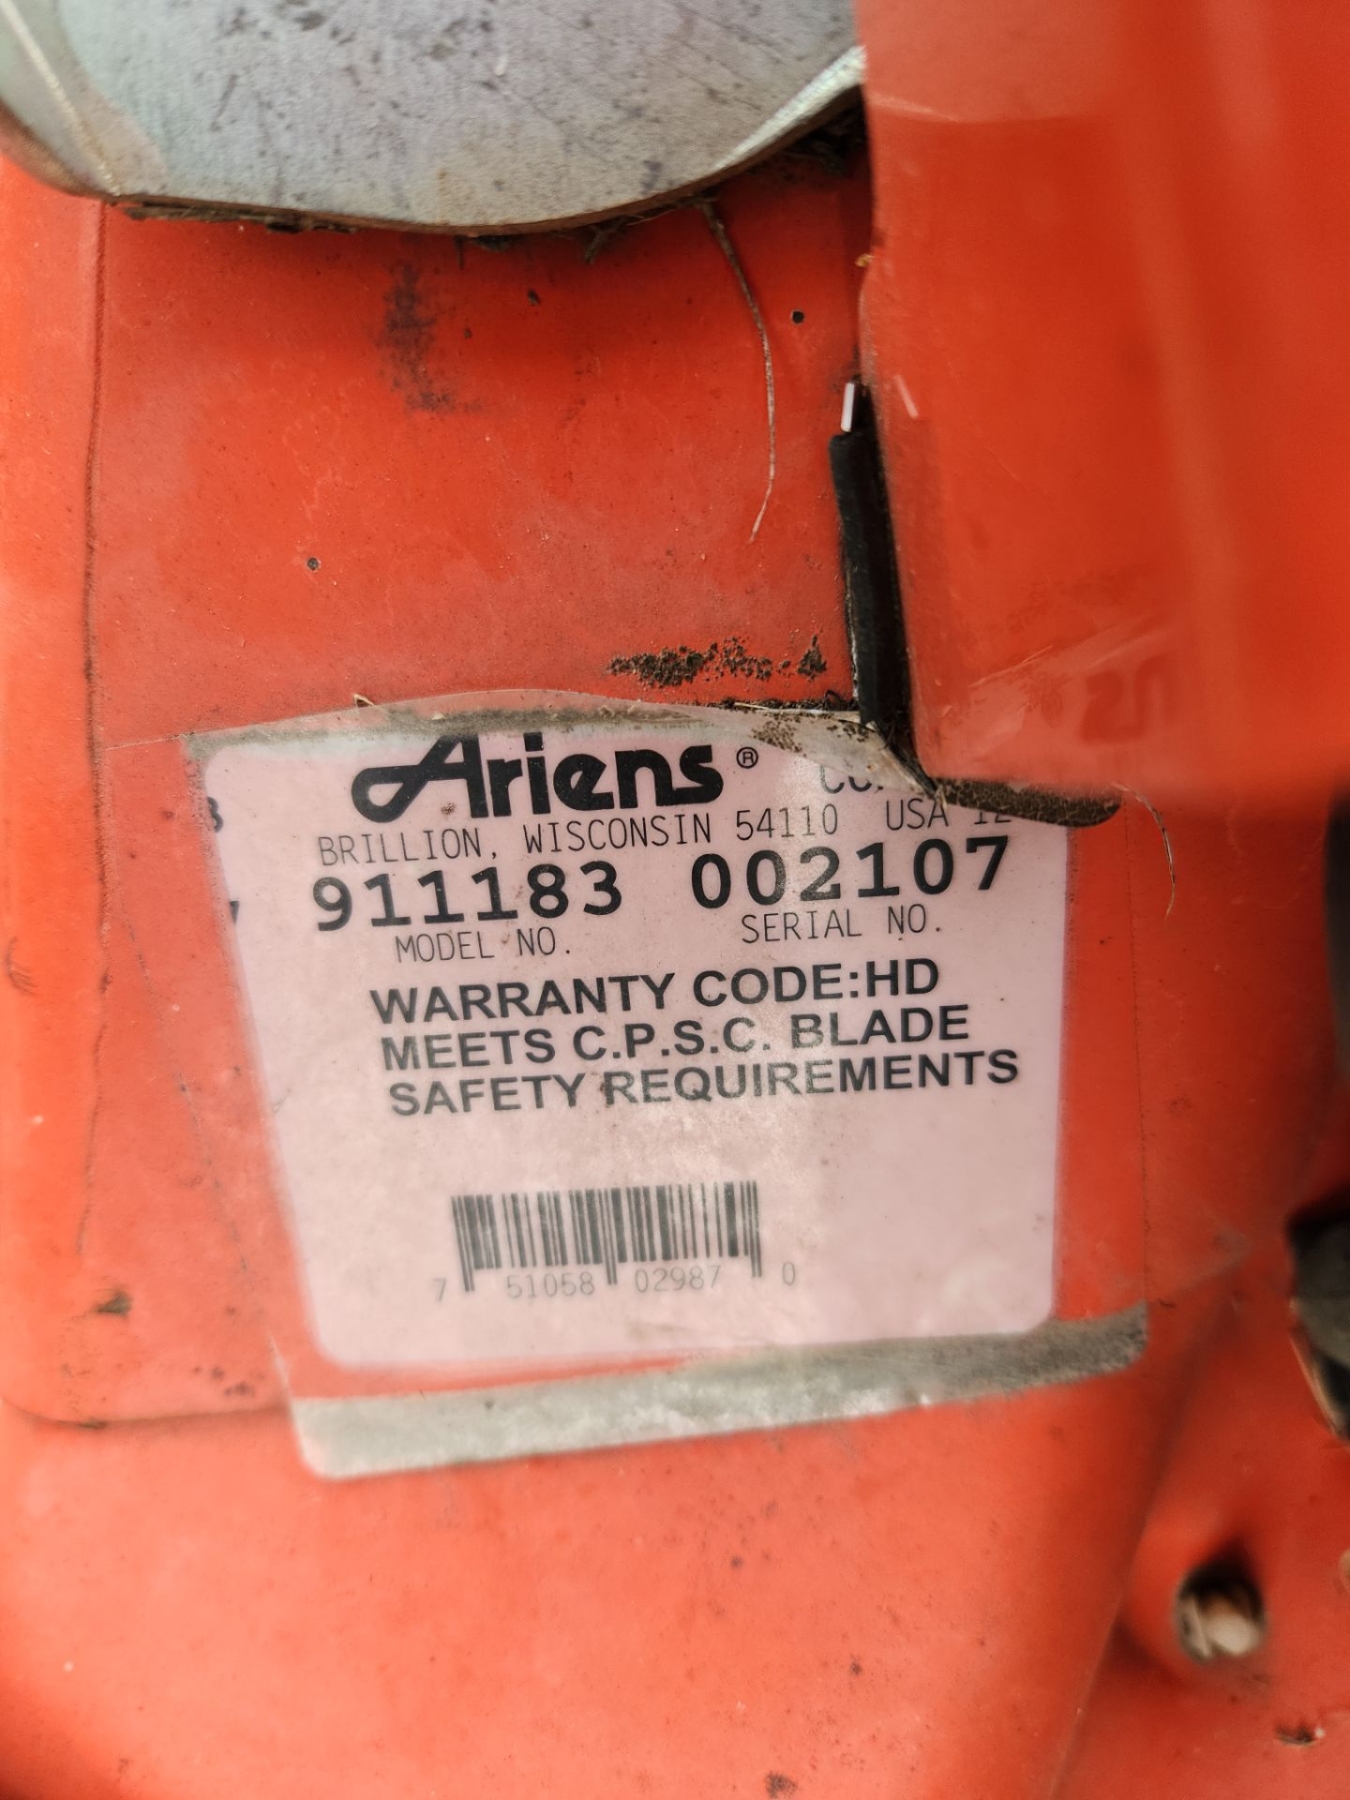 Ariens®
BRILLION, WISCONSIN 54110 USA
911183 002107
MODEL NO. SERIAL NO.
WARRANTY CODE:HD
MEETS C.P.S.C. BLADE
SAFETY REQUIREMENTS
7 51058 02987 0